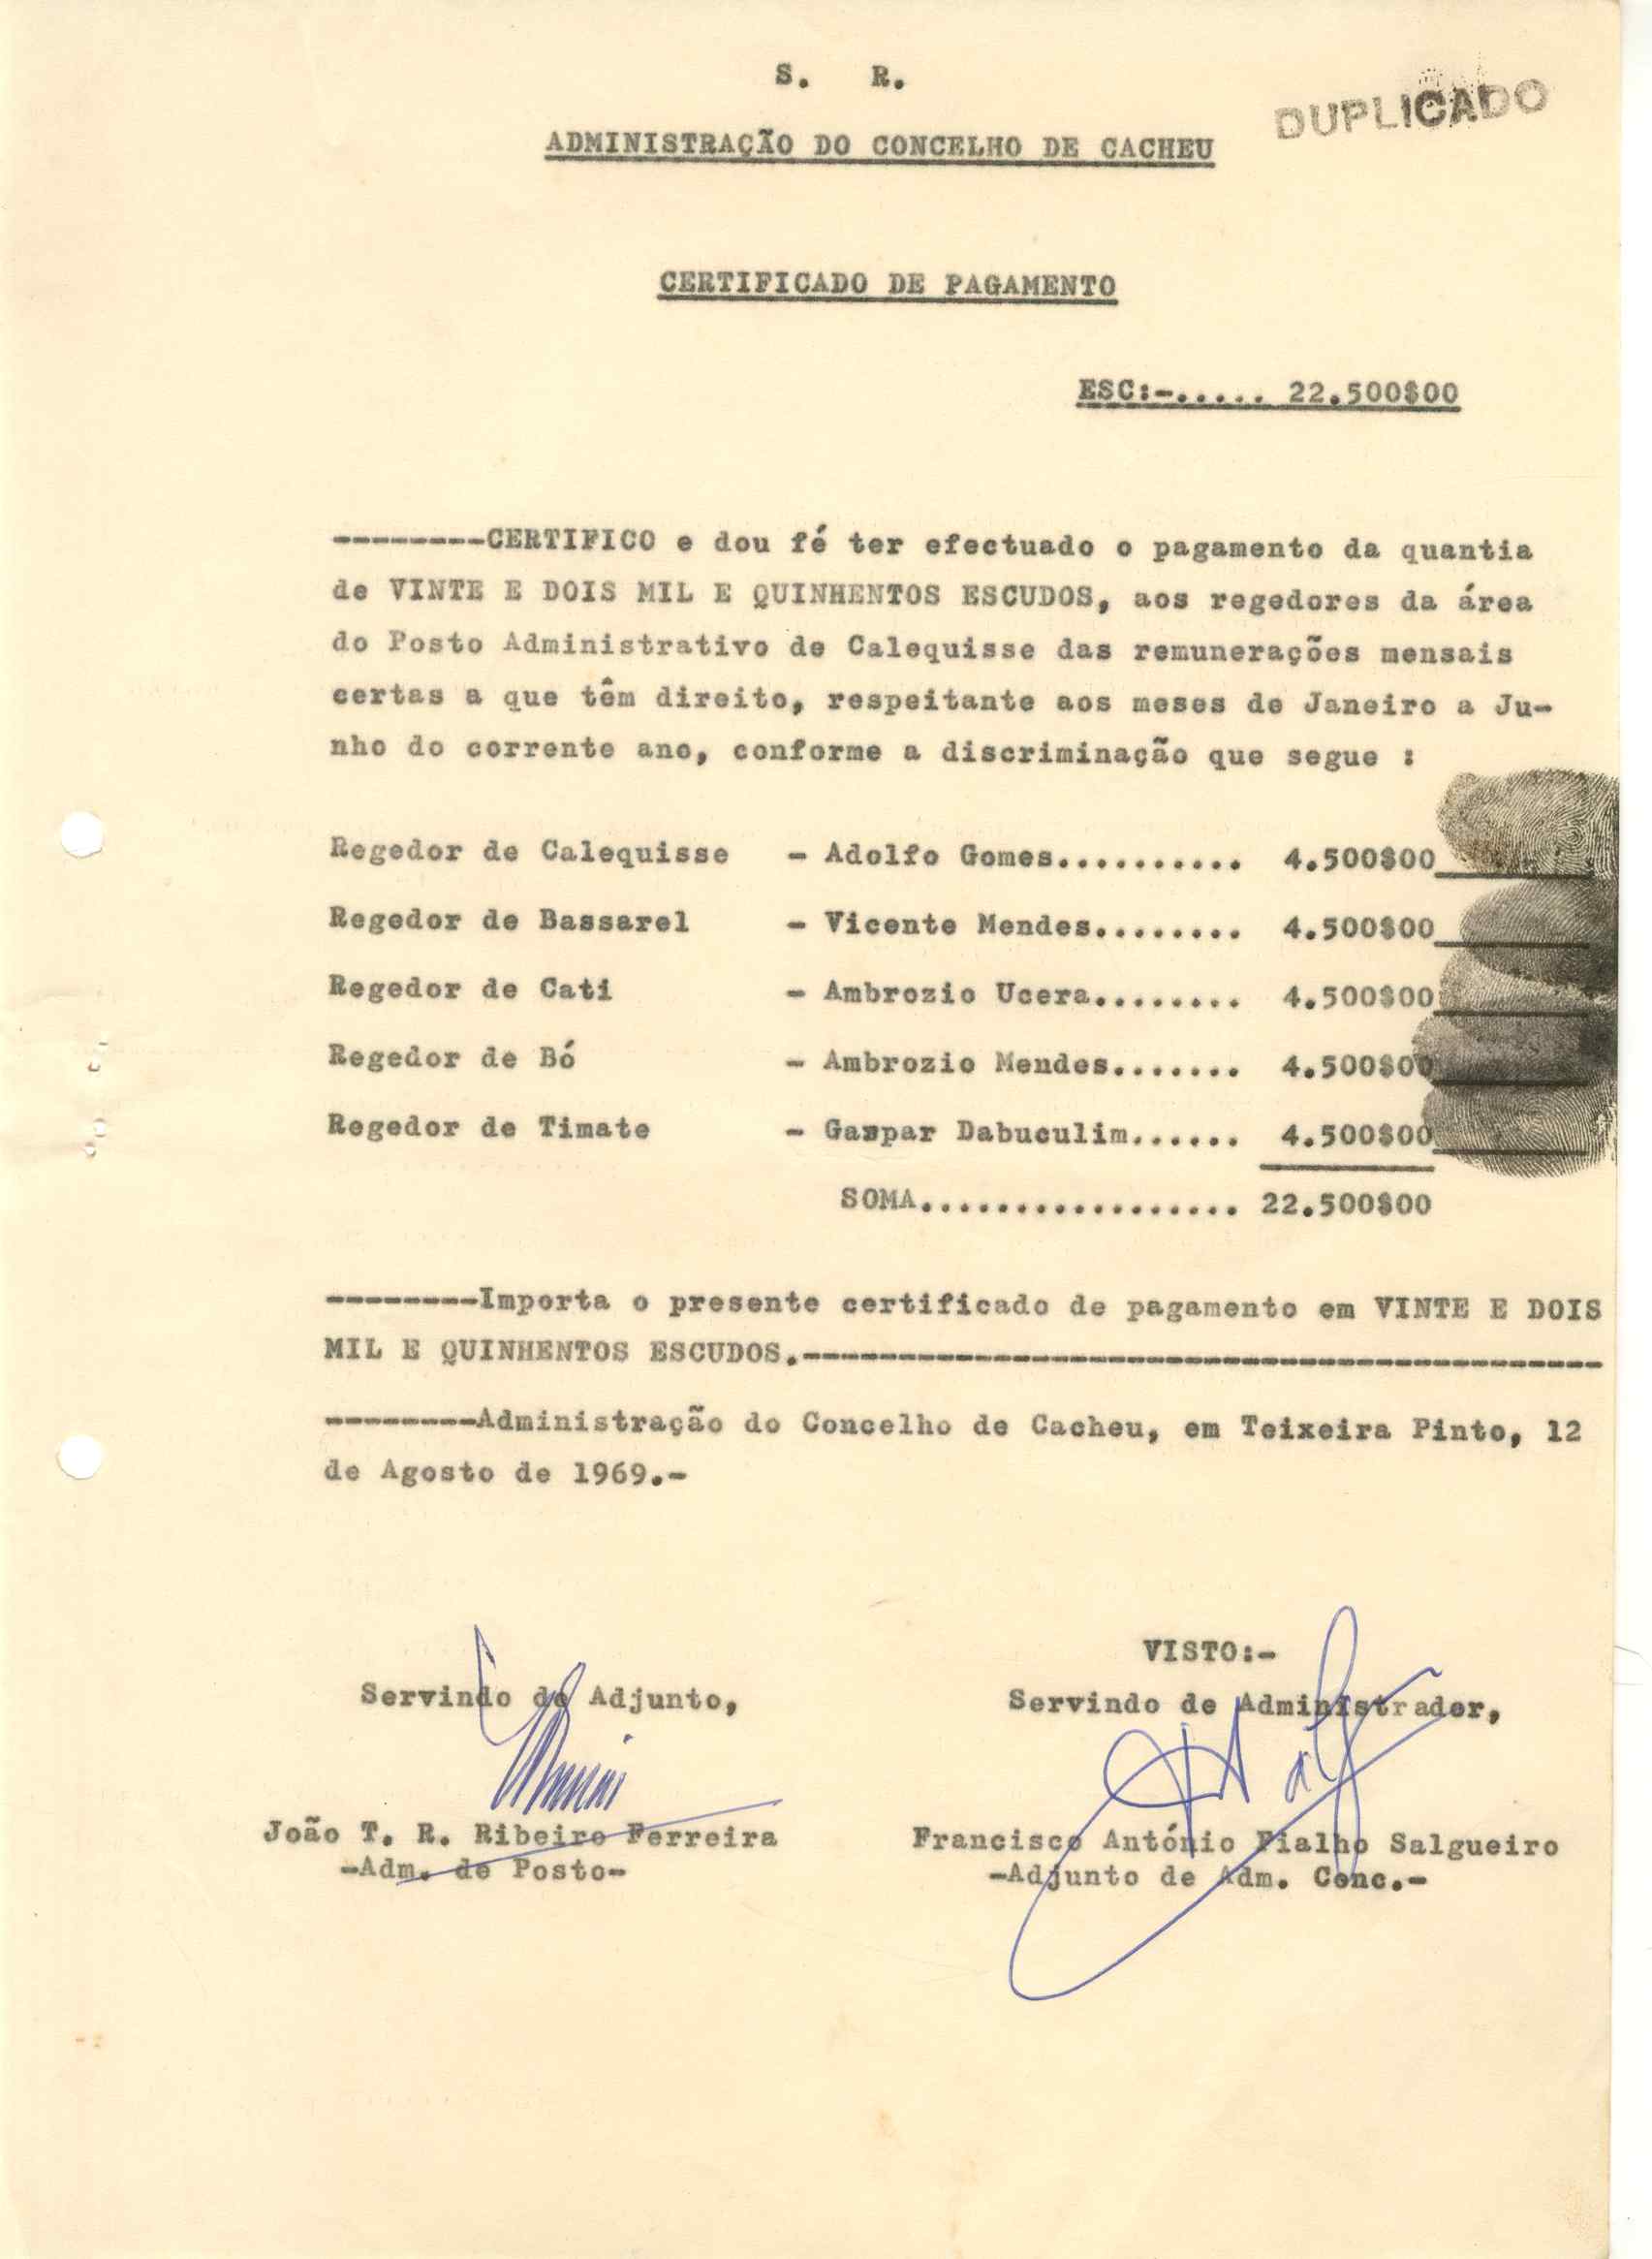 S. R.
DUPLICADO
ADMINISTRAÇÃO DO CONCELHO DE CACHEU
CERTIFICADO DE PAGAMENTO
ESC:-..... 22.500$00
--------CERTIFICO e dou fé ter efectuado o pagamento da quantia
de VINTE E DOIS MIL E QUINHENTOS ESCUDOS, aos regedores da área
do Posto Administrativo de Calequisse das remunerações mensais
certas a que têm direito, respeitante aos meses de Janeiro a Ju-
nho do corrente ano, conforme a discriminação que segue :
Regedor de Calequisse - Adolfo Gomes.......... 4.500$00
Regedor de Bassarel - Vicente Mendes........ 4.500$00
Regedor de Cati - Ambrozio Ucera........ 4.500$00
Regedor de Bó - Ambrozio Mendes....... 4.500$00
Regedor de Timate - Gaspar Dabuculim...... 4.500$00
SOMA................. 22.500$00
--------Importa o presente certificado de pagamento em VINTE E DOIS
MIL E QUINHENTOS ESCUDOS.------------------------------------------
--------Administração do Concelho de Cacheu, em Teixeira Pinto, 12
de Agosto de 1969.-
VISTO:-
Servindo de Adjunto, Servindo de Administrador,
João T. R. Ribeiro Ferreira Francisco António Fialho Salgueiro
-Adm. de Posto- -Adjunto de Adm. Conc.-